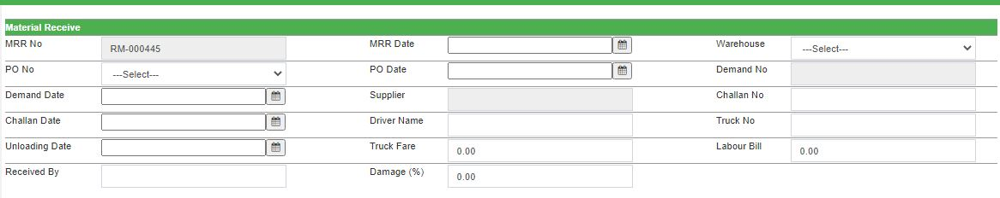 Material Receive
MRR No RM-000445 MRR Date Warehouse ---Select---
PO No ---Select--- PO Date Demand No
Demand Date Supplier Challan No
Challan Date Driver Name Truck No
Unloading Date Truck Fare 0.00 Labour Bill 0.00
Received By Damage (%) 0.00